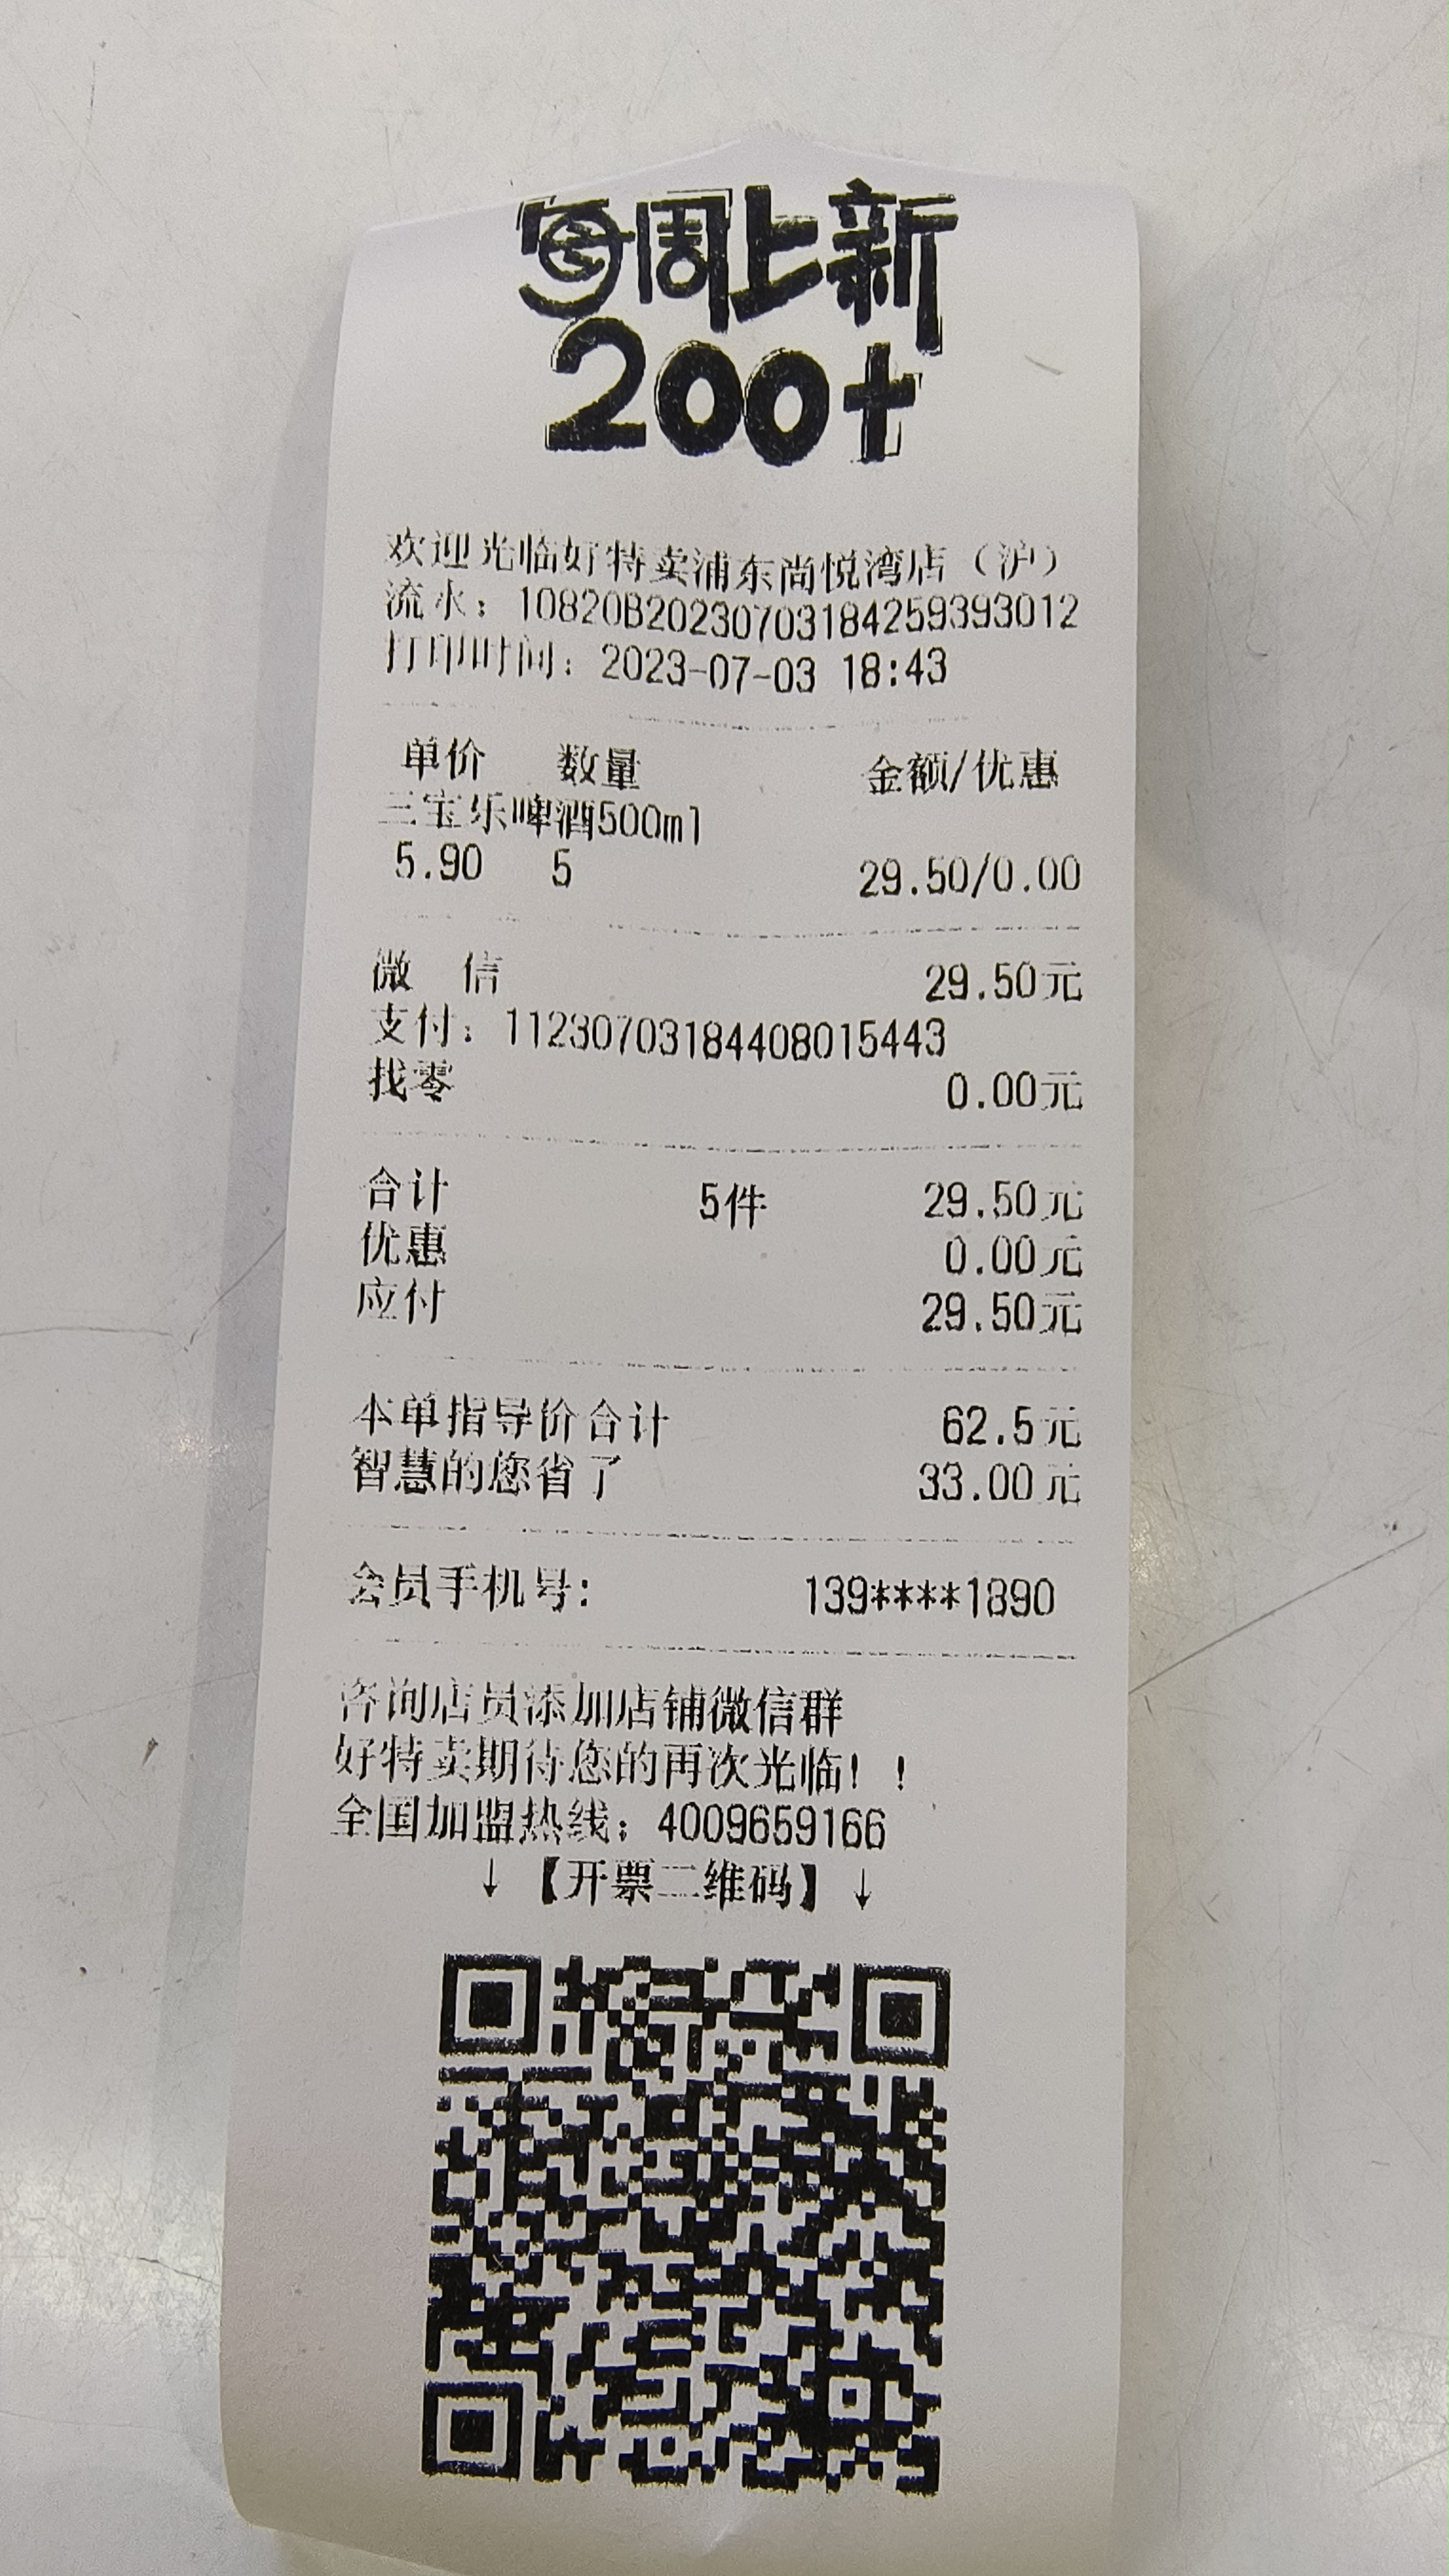 每周上新
200+
欢迎光临好特卖浦东尚悦湾店（沪）
流水：10820B20230703184259393012
打印时间：2023-07-03 18:43
单价 数量 金额/优惠
三宝乐啤酒500ml
5.90 5 29.50/0.00
微 信 29.50元
支付：11230703184408015443
找零 0.00元
合计 5件 29.50元
优惠 0.00元
应付 29.50元
本单指导价合计 62.5元
智慧的您省了 33.00元
会员手机号: 139****1890
咨询店员添加店铺微信群
好特卖期待您的再次光临！！
全国加盟热线：4009659166
↓【开票二维码】↓